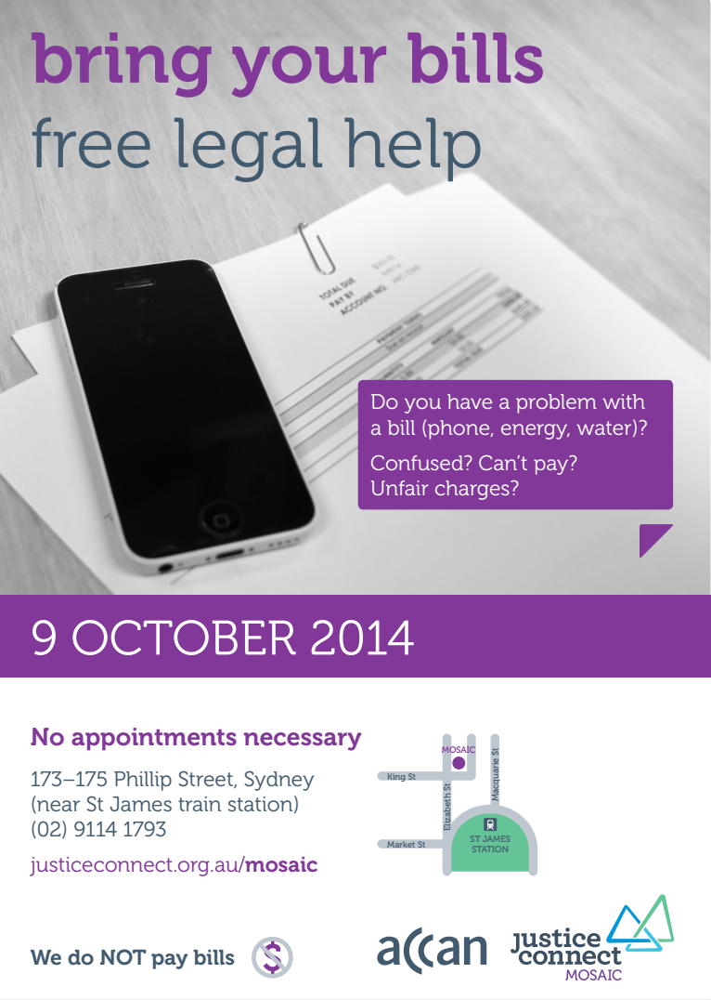 bring your bills
free legal help
TOTAL DUE
PAY BY
ACCOUNT NO.
Do you have a problem with
a bill (phone, energy, water)?
Confused? Can't pay?
Unfair charges?
9 OCTOBER 2014
No appointments necessary
173–175 Phillip Street, Sydney
(near St James train station)
(02) 9114 1793
justiceconnect.org.au/mosaic
MOSAIC
King St
Elizabeth St
Macquarie St
Market St
ST JAMES
STATION
We do NOT pay bills
$
accan
justice
connect
MOSAIC